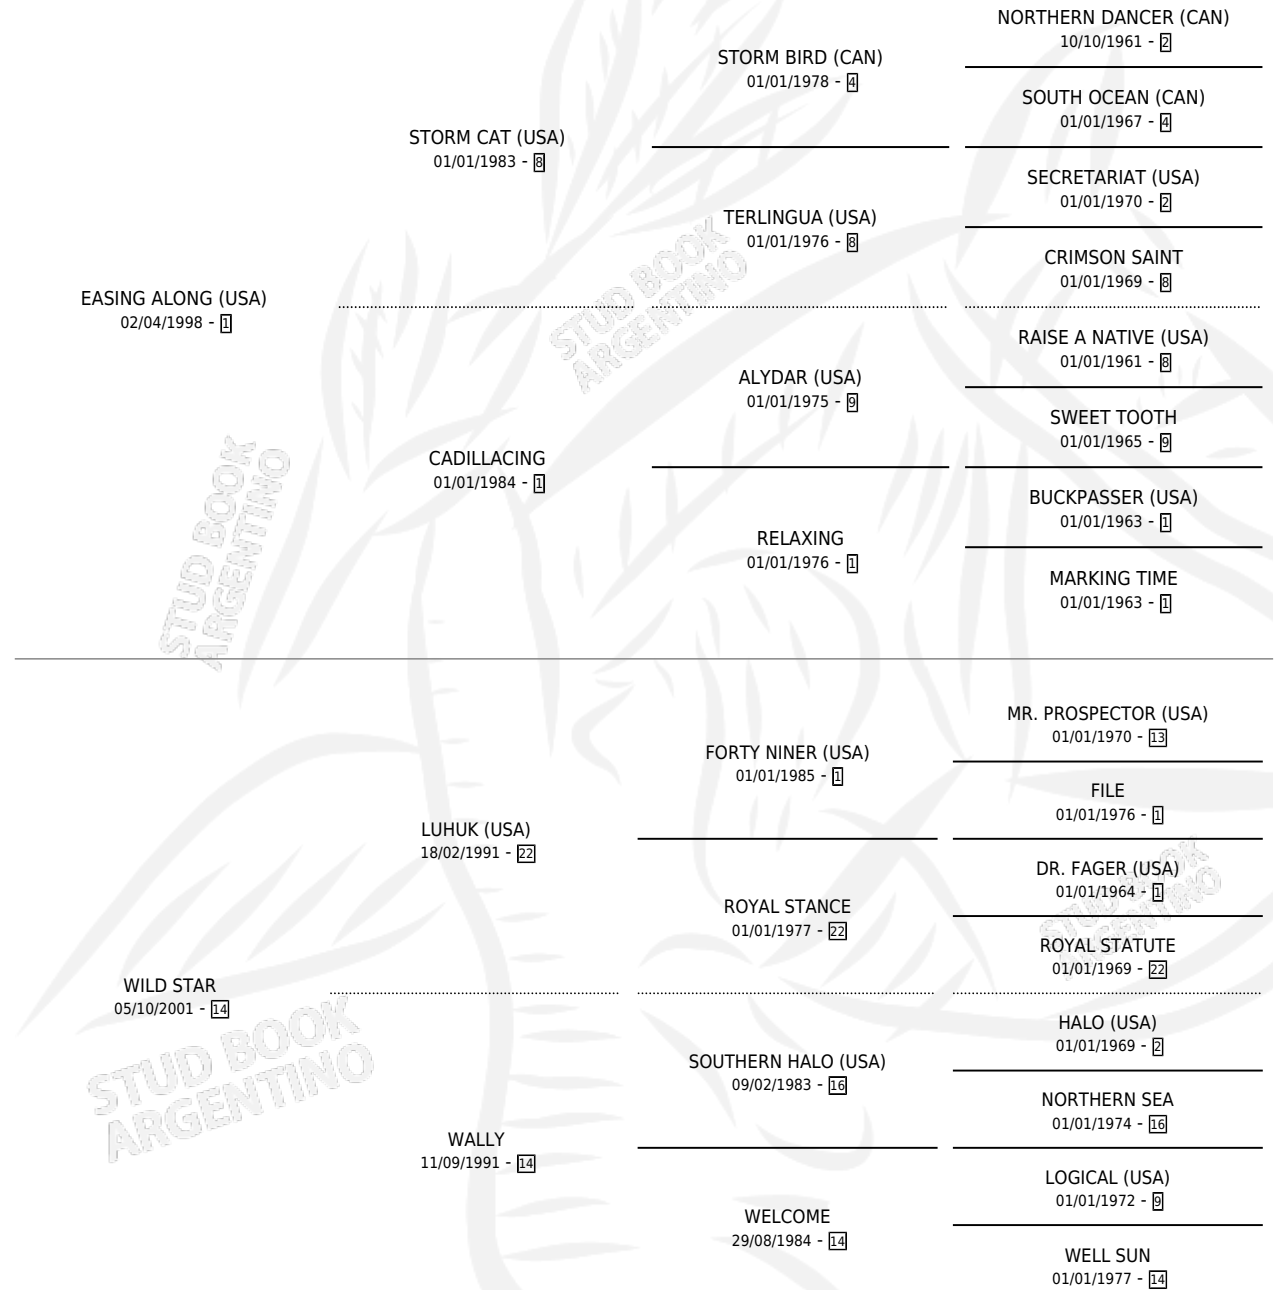 NORTHERN DANCER (CAN)
10/10/1961 - 2
STORM BIRD (CAN)
01/01/1978 - 4
SOUTH OCEAN (CAN)
01/01/1967 - 4
STORM CAT (USA)
01/01/1983 - 8
SECRETARIAT (USA)
01/01/1970 - 2
TERLINGUA (USA)
01/01/1976 - 8
CRIMSON SAINT
01/01/1969 - 8
EASING ALONG (USA)
02/04/1998 - 1
RAISE A NATIVE (USA)
01/01/1961 - 8
ALYDAR (USA)
01/01/1975 - 9
SWEET TOOTH
01/01/1965 - 9
CADILLACING
01/01/1984 - 1
BUCKPASSER (USA)
01/01/1963 - 1
RELAXING
01/01/1976 - 1
MARKING TIME
01/01/1963 - 1
MR. PROSPECTOR (USA)
01/01/1970 - 13
FORTY NINER (USA)
01/01/1985 - 1
FILE
01/01/1976 - 1
LUHUK (USA)
18/02/1991 - 22
DR. FAGER (USA)
01/01/1964 - 1
ROYAL STANCE
01/01/1977 - 22
ROYAL STATUTE
01/01/1969 - 22
WILD STAR
05/10/2001 - 14
HALO (USA)
01/01/1969 - 2
SOUTHERN HALO (USA)
09/02/1983 - 16
NORTHERN SEA
01/01/1974 - 16
WALLY
11/09/1991 - 14
LOGICAL (USA)
01/01/1972 - 9
WELCOME
29/08/1984 - 14
WELL SUN
01/01/1977 - 14
STUD BOOK
ARGENTINO
STUD BOOK
ARGENTINO
STUD BOOK
ARGENTINO
STUD BOOK
ARGENTINO